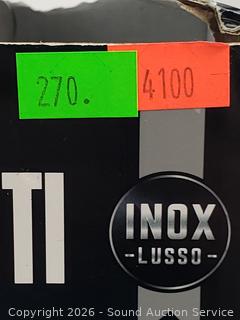 270.
4100
TI
INOX
-LUSSO-
Copyright 2026 - Sound Auction Service